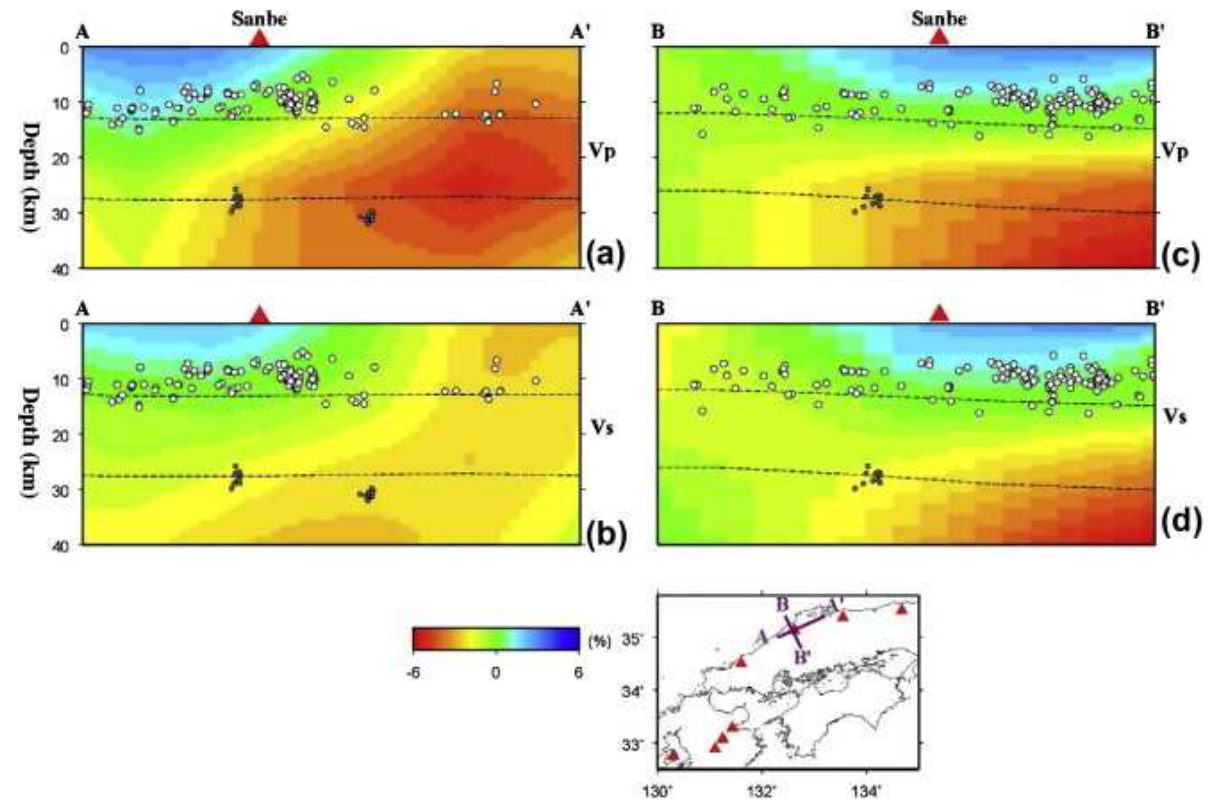 Sanbe
A A'
0
10
20
30
40
Depth (km)
Vp
(a)
Sanbe
B B'
Vp
(c)
A A'
0
10
20
30
40
Depth (km)
Vs
(b)
B B'
Vs
(d)
-6 0 6
(%)
B A'
A
B'
35'
34'
33'
130' 132' 134'